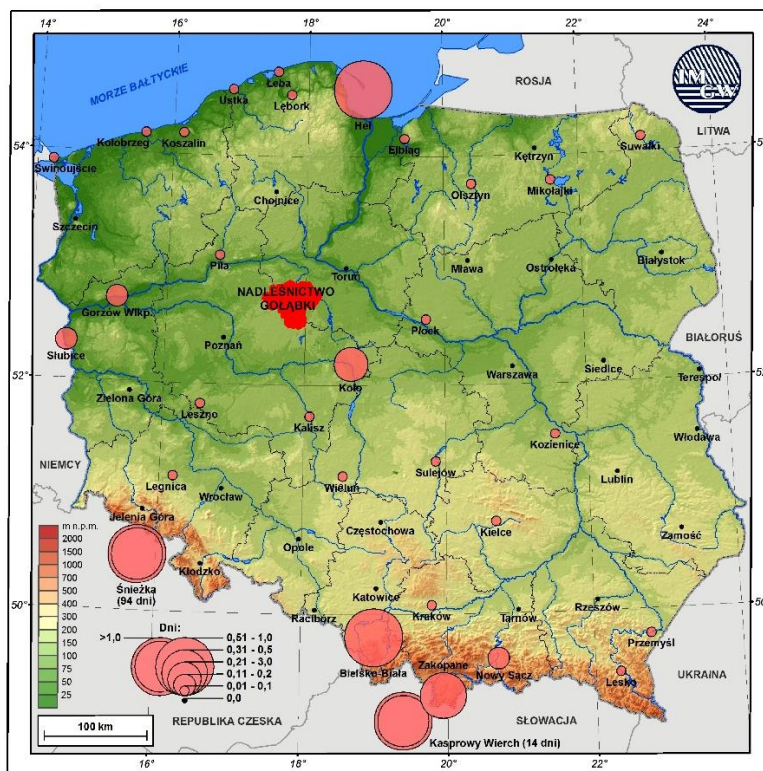 14°
16°
18°
20°
22°
24°
MORZE BAŁTYCKIE
ROSJA
IM
GW
LITWA
Łeba
Ustka
Lębork
Hel
Kołobrzeg
Koszalin
Elbląg
Kętrzyn
Suwałki
54°
54°
Świnoujście
Chojnice
Olsztyn
Mikołajki
Szczecin
Piła
Toruń
Mława
Ostrołęka
Białystok
NADLEŚNICTWO
GOŁĄBKI
Gorzów Wlkp.
Płock
Słubice
Poznań
BIAŁORUŚ
Koło
Warszawa
Siedlce
Terespol
52°
Zielona Góra
Leszno
Kalisz
Kozienice
Włodawa
NIEMCY
Legnica
Wrocław
Wieluń
Sulejów
Lublin
Jelenia Góra
Częstochowa
Kielce
Zamość
m n.p.m.
2000
1500
1000
700
500
400
300
200
150
100
75
50
25
Śnieżka
(94 dni)
Kłodzko
Opole
50°
50°
Katowice
Racibórz
Kraków
Tarnów
Rzeszów
Przemyśl
Dni:
>1,0
0,51 - 1,0
0,31 - 0,5
0,21 - 3,0
0,11 - 0,2
0,01 - 0,1
0,0
Bielsko-Biała
Zakopane
Nowy Sącz
Lesko
UKRAINA
100 km
REPUBLIKA CZESKA
SŁOWACJA
Kasprowy Wierch (14 dni)
16°
18°
20°
22°